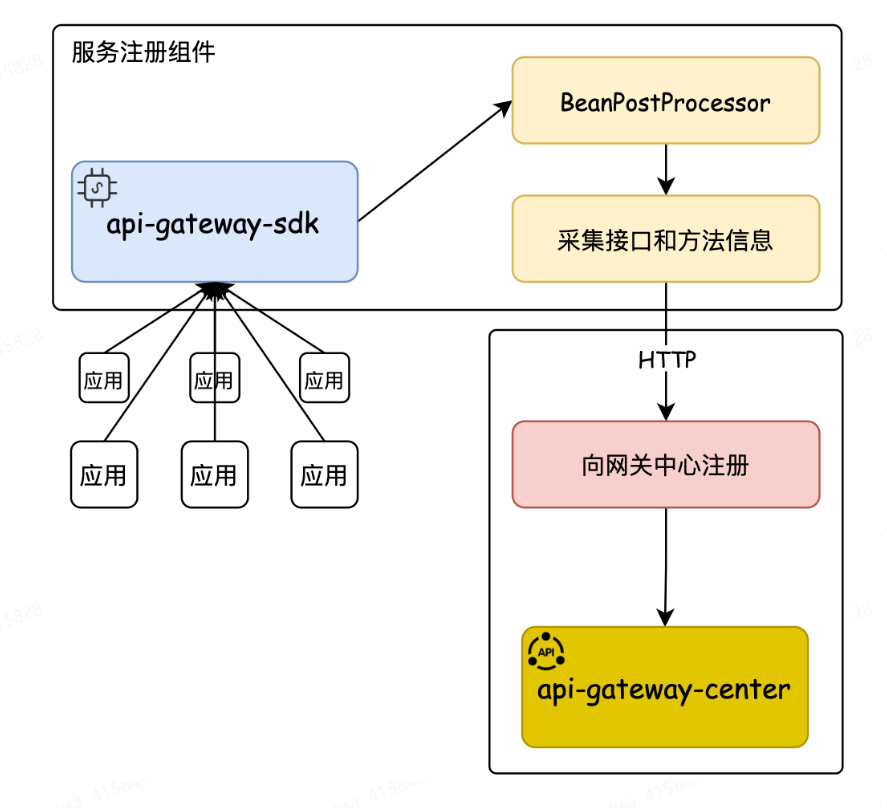 服务注册组件
BeanPostProcessor
api-gateway-sdk
采集接口和方法信息
HTTP
应用
应用
应用
应用
应用
应用
向网关中心注册
API
api-gateway-center